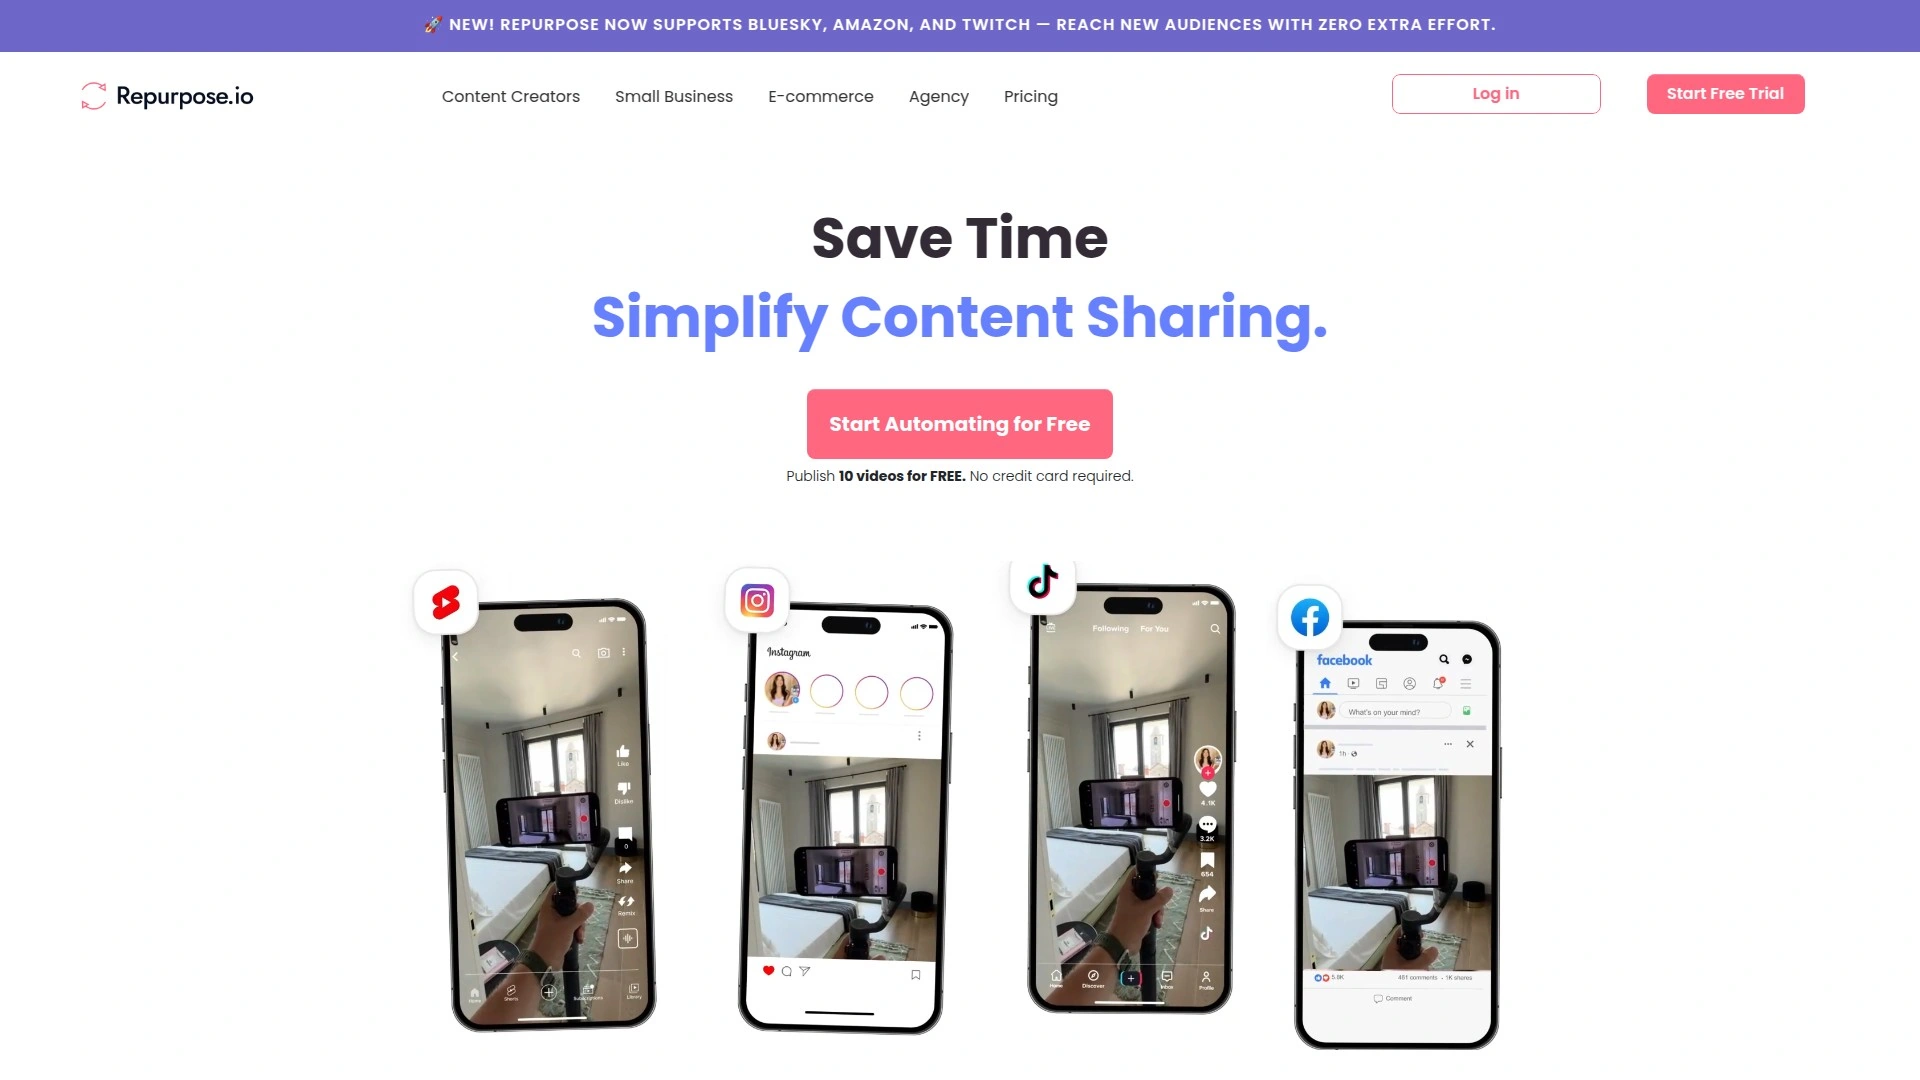 🚀 NEW! REPURPOSE NOW SUPPORTS BLUESKY, AMAZON, AND TWITCH — REACH NEW AUDIENCES WITH ZERO EXTRA EFFORT.
Repurpose.io
Content Creators
Small Business
E-commerce
Agency
Pricing
Log in
Start Free Trial
Save Time
Simplify Content Sharing.
Start Automating for Free
Publish 10 videos for FREE. No credit card required.
Like
Dislike
0
Share
Remix
Home
Shorts
Subscriptions
Library
Instagram
Following
For You
4.1K
3.2K
654
Share
Home
Discover
Inbox
Profile
facebook
What's on your mind?
1h
5.8K
481 comments
1K shares
Comment